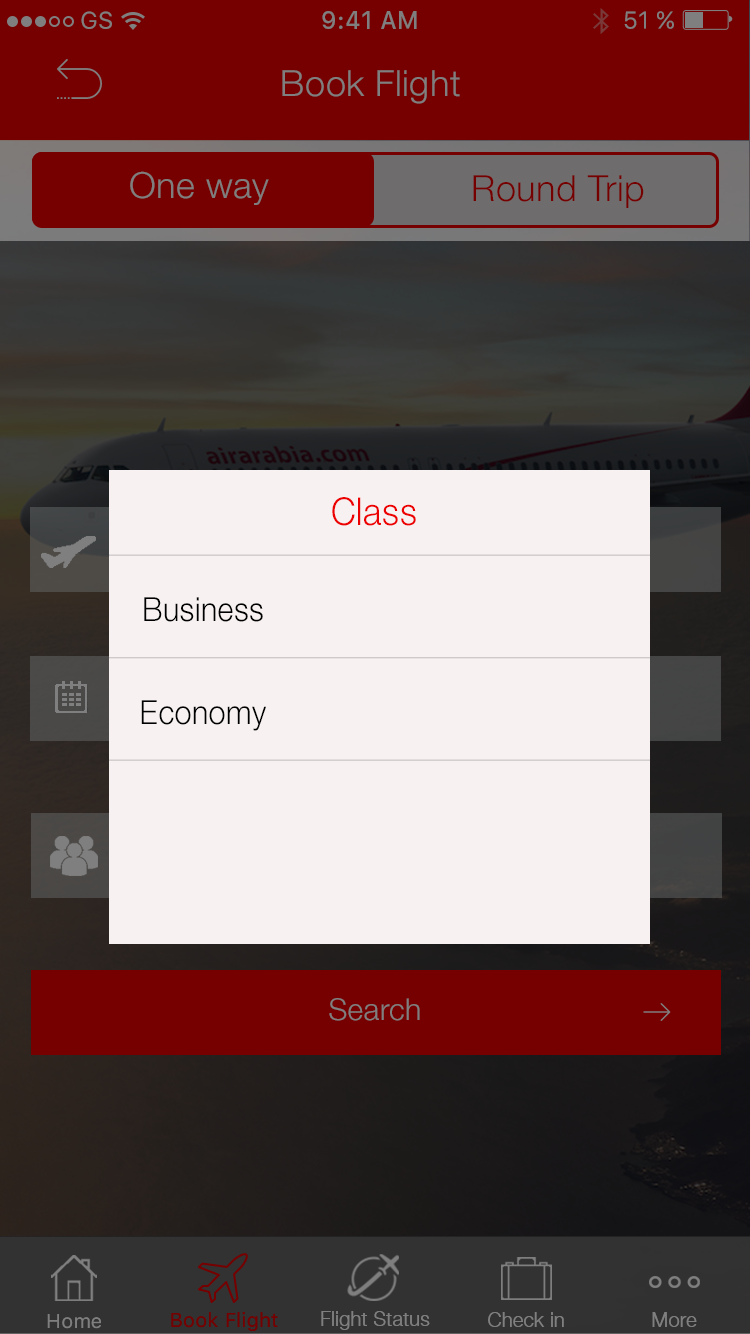 GS 9:41 AM 51 %
Book Flight
One way Round Trip
airarabia.com
Class
Business
Economy
Search
Home Book Flight Flight Status Check in More